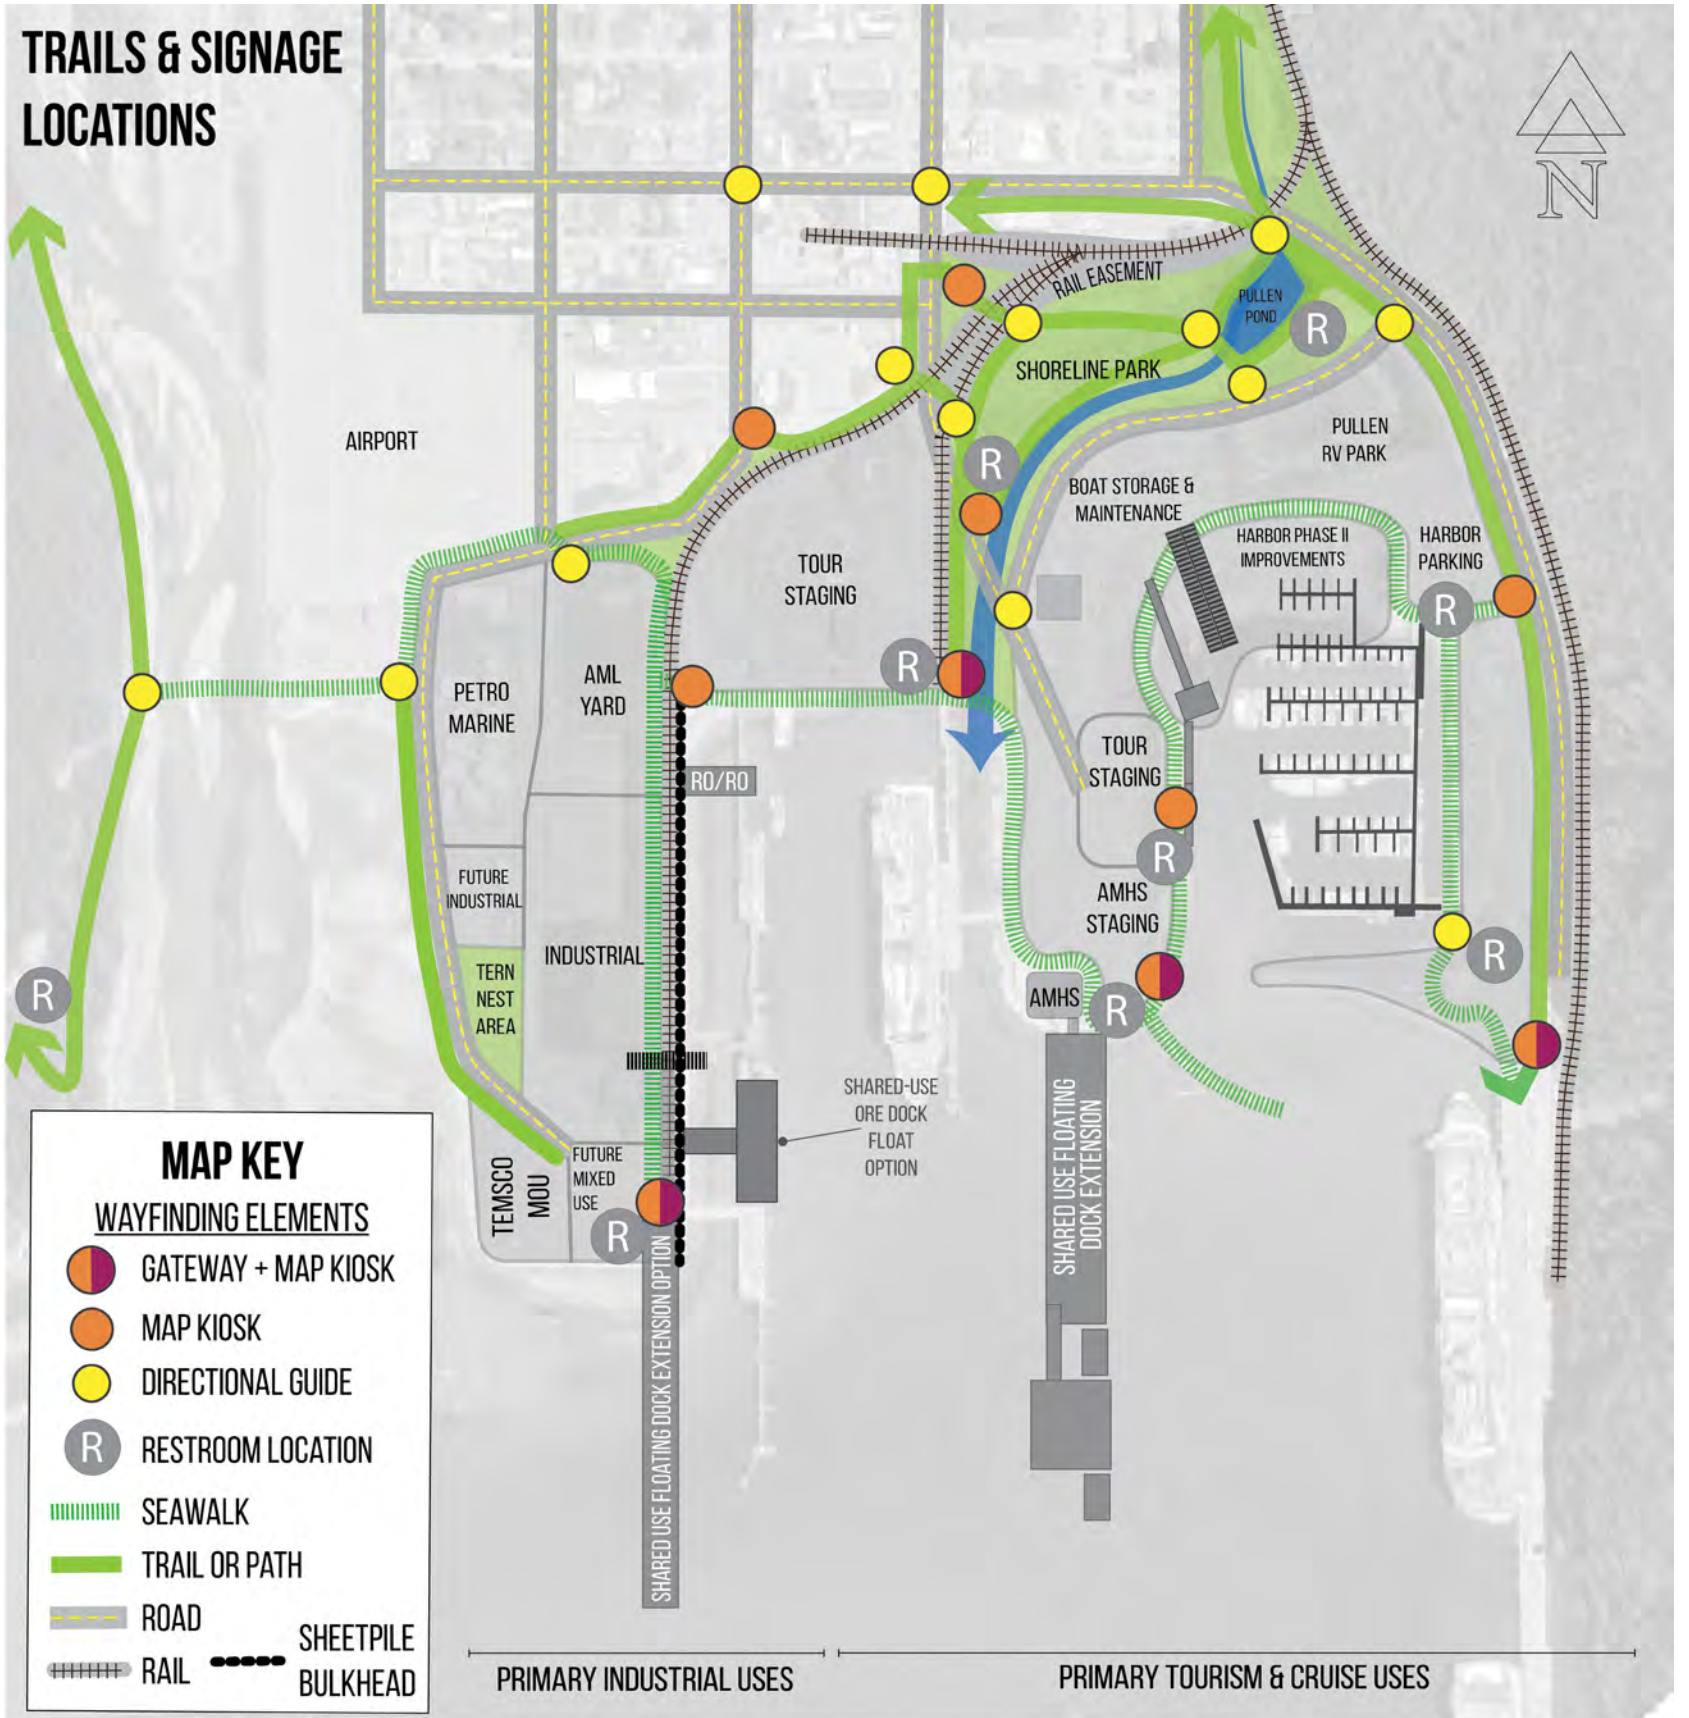 TRAILS & SIGNAGE
LOCATIONS
N
RAIL EASEMENT
PULLEN
POND
R
SHORELINE PARK
AIRPORT
PULLEN
RV PARK
R
BOAT STORAGE &
MAINTENANCE
HARBOR PHASE II
IMPROVEMENTS
HARBOR
PARKING
TOUR
STAGING
R
R
PETRO
MARINE
AML
YARD
TOUR
STAGING
RO/RO
R
FUTURE
INDUSTRIAL
AMHS
STAGING
INDUSTRIAL
TERN
NEST
AREA
R
R
AMHS
R
SHARED-USE
ORE DOCK
FLOAT
OPTION
SHARED USE FLOATING
DOCK EXTENSION
TEMSCO
MOU
FUTURE
MIXED
USE
R
SHARED USE FLOATING DOCK EXTENSION OPTION
MAP KEY
WAYFINDING ELEMENTS
GATEWAY + MAP KIOSK
MAP KIOSK
DIRECTIONAL GUIDE
R RESTROOM LOCATION
SEAWALK
TRAIL OR PATH
ROAD
RAIL
SHEETPILE
BULKHEAD
PRIMARY INDUSTRIAL USES
PRIMARY TOURISM & CRUISE USES